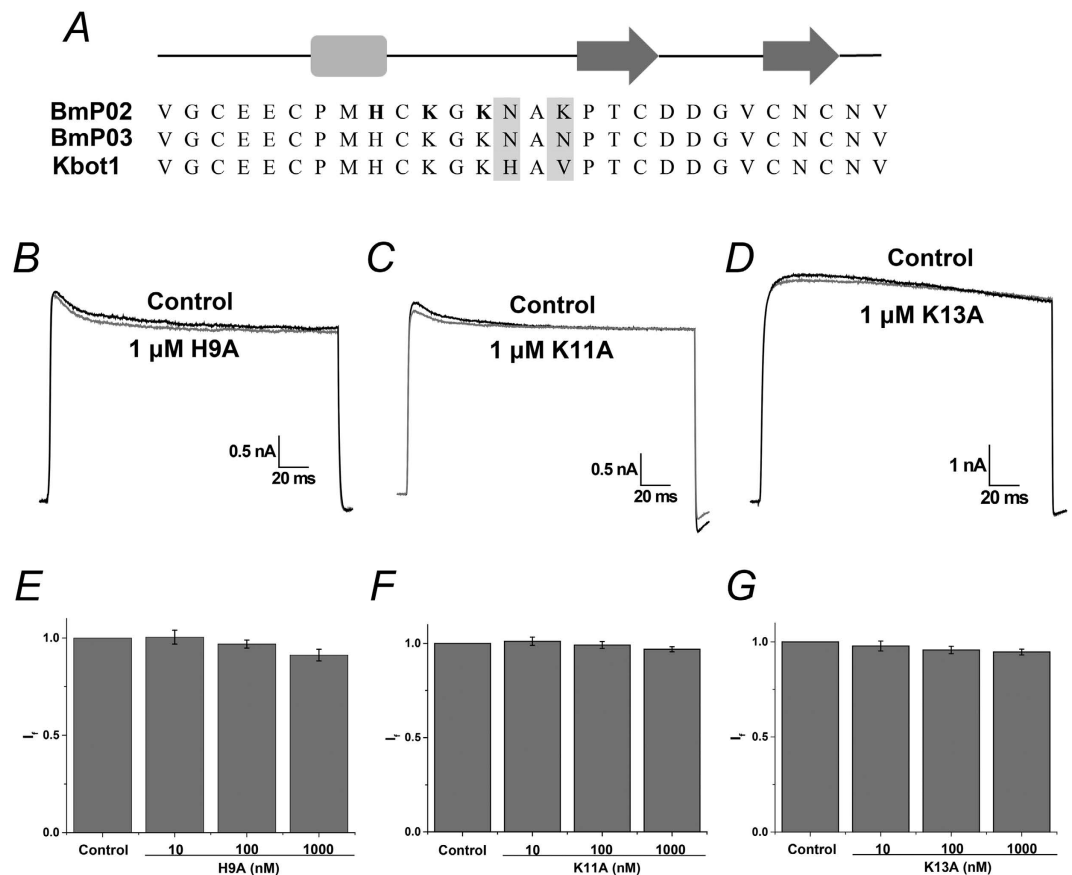 A
BmP02 V G C E E C P M H C K G K N A K P T C D D G V C N C N V
BmP03 V G C E E C P M H C K G K N A N P T C D D G V C N C N V
Kbot1 V G C E E C P M H C K G K H A V P T C D D G V C N C N V
B
Control
1 µM H9A
0.5 nA
20 ms
C
Control
1 µM K11A
0.5 nA
20 ms
D
Control
1 µM K13A
1 nA
20 ms
E
1.0
0.5
0.0
If
Control 10 100 1000
H9A (nM)
F
1.0
0.5
0.0
If
Control 10 100 1000
K11A (nM)
G
1.0
0.5
0.0
If
Control 10 100 1000
K13A (nM)